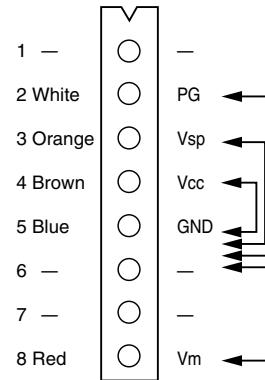 1 — —
2 White PG
3 Orange Vsp
4 Brown Vcc
5 Blue GND
6 — —
7 — —
8 Red Vm